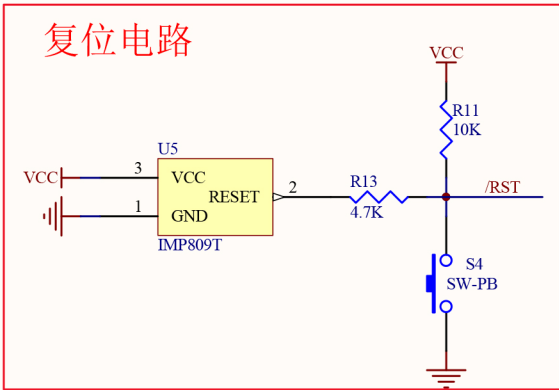 复位电路
VCC
R11
10K
U5
VCC
3
VCC
RESET
2
R13
4.7K
/RST
1
GND
IMP809T
S4
SW-PB